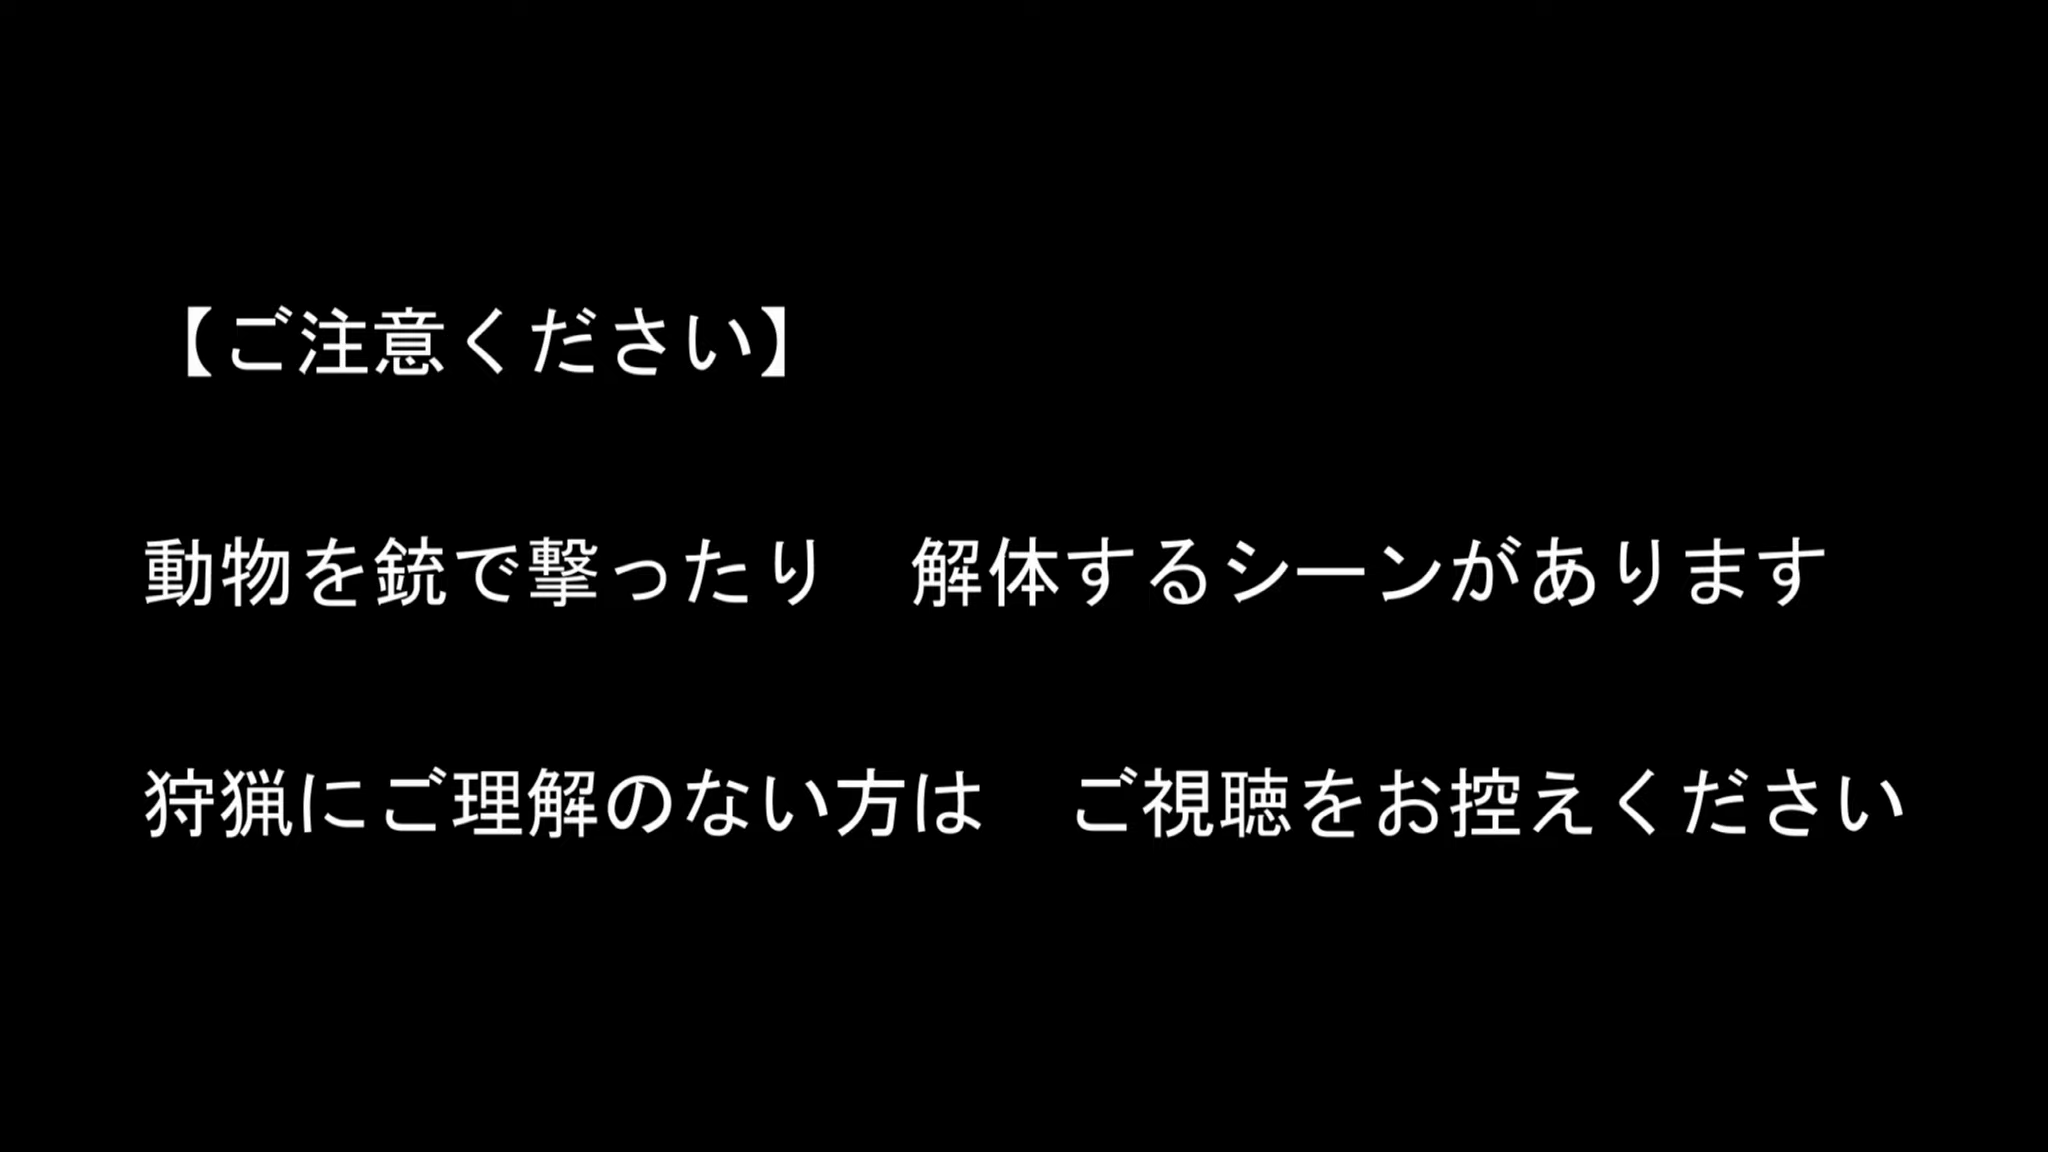 【ご注意ください】
動物を銃で撃ったり　解体するシーンがあります
狩猟にご理解のない方は　ご視聴をお控えください